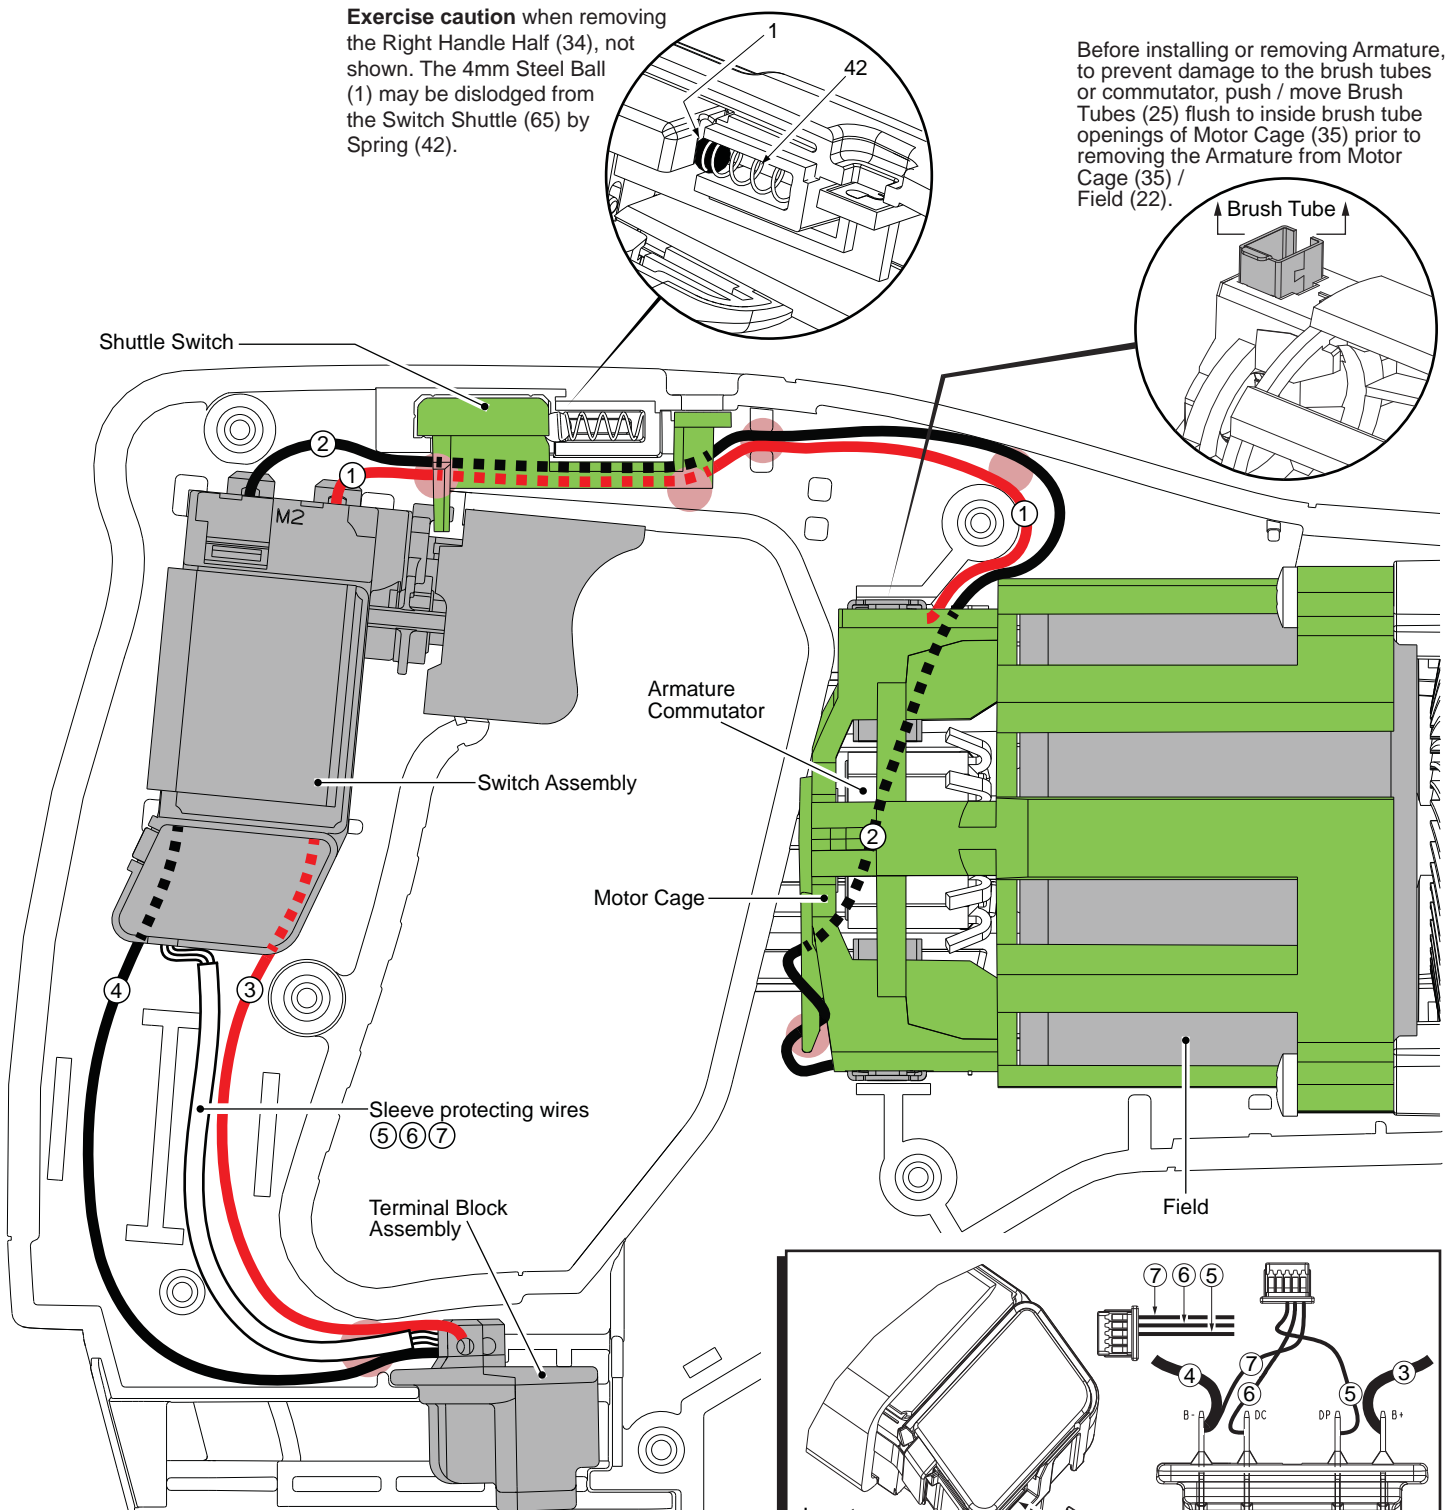 Exercise caution when removing
the Right Handle Half (34), not
shown. The 4mm Steel Ball
(1) may be dislodged from
the Switch Shuttle (65) by
Spring (42).
1
42
Before installing or removing Armature,
to prevent damage to the brush tubes
or commutator, push / move Brush
Tubes (25) flush to inside brush tube
openings of Motor Cage (35) prior to
removing the Armature from Motor
Cage (35) /
Field (22).
Brush Tube
Shuttle Switch
2
1
M2
1
Armature
Commutator
Switch Assembly
2
Motor Cage
4
3
Sleeve protecting wires
5 6 7
Field
Terminal Block
Assembly
7 6 5
7
4
3
6
5
B- DC DP B+